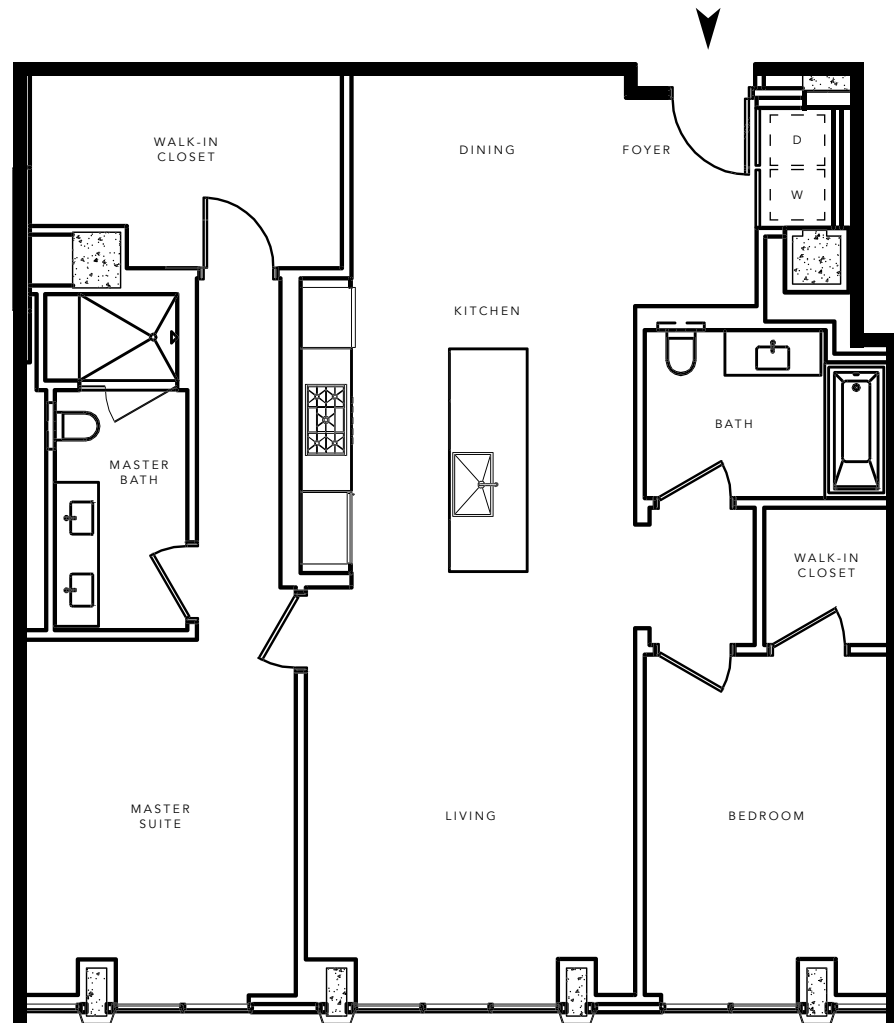 WALK-IN
CLOSET
DINING
FOYER
D
W
KITCHEN
BATH
MASTER
BATH
WALK-IN
CLOSET
MASTER
SUITE
LIVING
BEDROOM